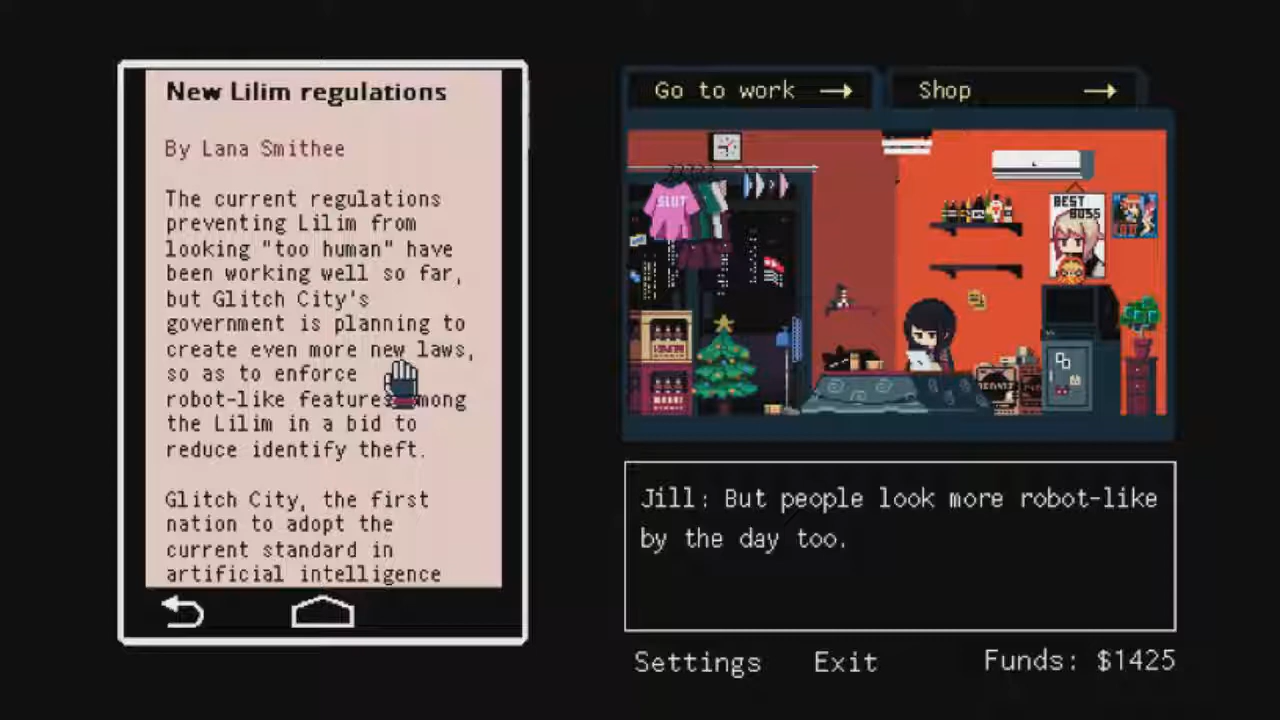 New Lilim regulations
By Lana Smithee
The current regulations
preventing Lilim from
looking "too human" have
been working well so far,
but Glitch City's
government is planning to
create even more new laws,
so as to enforce
robot-like features among
the Lilim in a bid to
reduce identify theft.
Glitch City, the first
nation to adopt the
current standard in
artificial intelligence
Go to work
Shop
SLUT
BEST
BOSS
Jill: But people look more robot-like
by the day too.
Settings
Exit
Funds: $1425